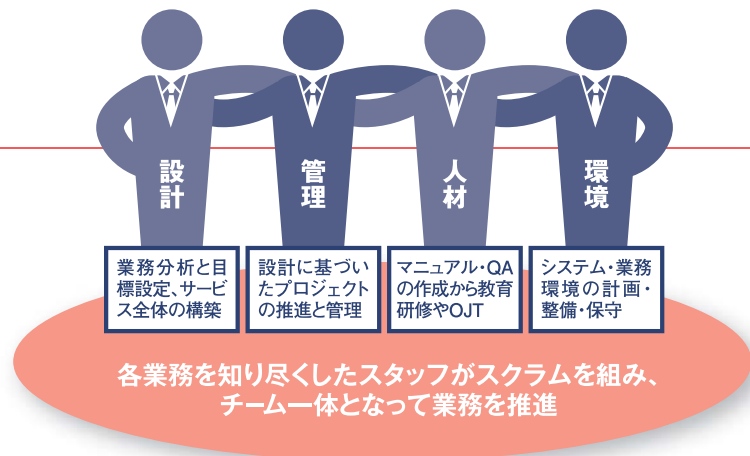 設計
管理
人材
環境
業務分析と目
標設定、サービ
ス全体の構築
設計に基づい
たプロジェクト
の推進と管理
マニュアル・QA
の作成から教育
研修やOJT
システム・業務
環境の計画・
整備・保守
各業務を知り尽くしたスタッフがスクラムを組み、
チーム一体となって業務を推進